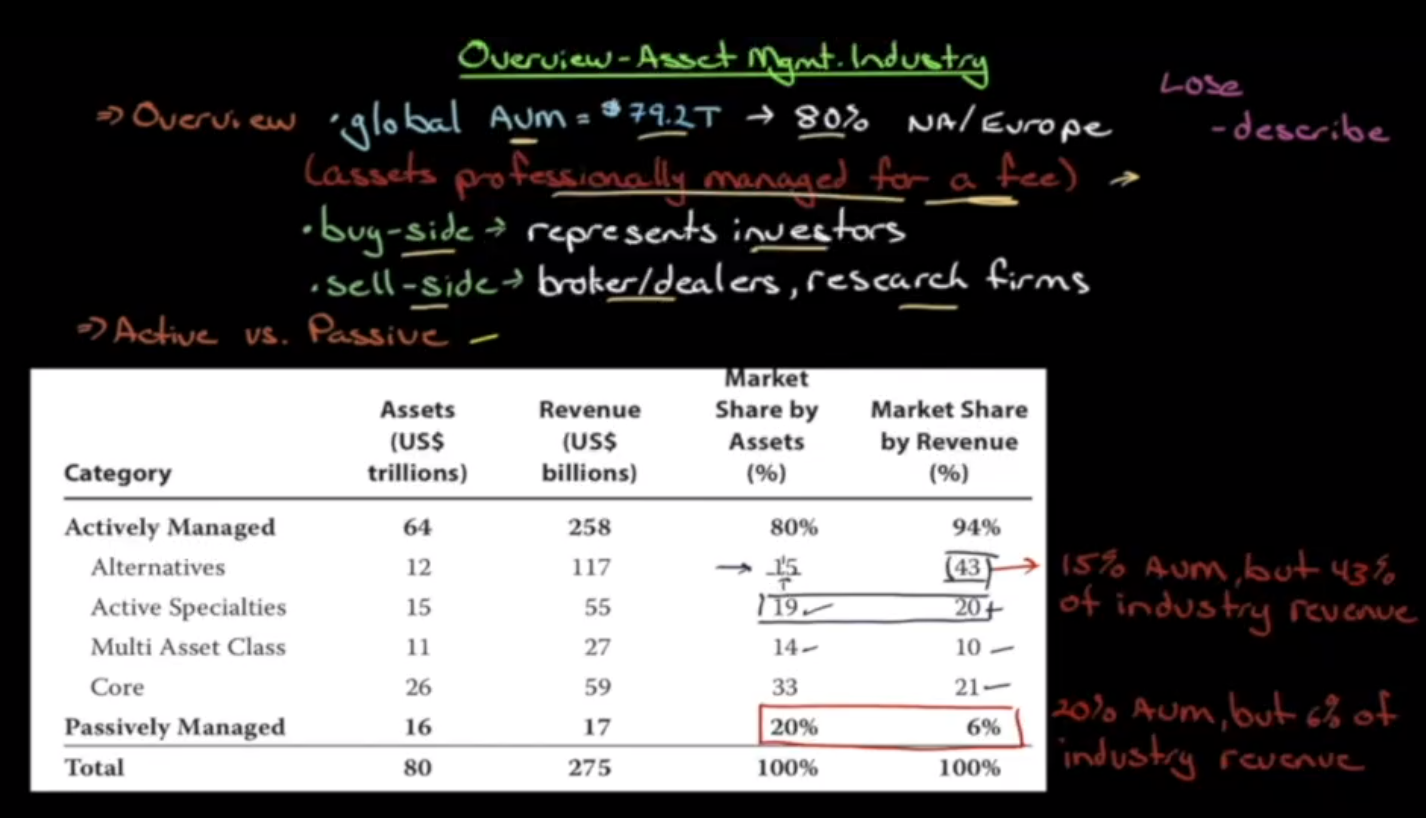 Overview - Asset Mgmt. Industry
LOSE
- describe
⇒ Overview · global AUM = $79.2T → 80% NA/Europe
(assets professionally managed for a fee) →
· buy-side → represents investors
· sell-side → broker/dealers, research firms
⇒ Active vs. Passive -
Category Assets (US$ trillions) Revenue (US$ billions) Market Share by Assets (%) Market Share by Revenue (%)
Actively Managed 64 258 80% 94%
Alternatives 12 117 → 15 (43) → 15% AUM, but 43% of industry revenue
Active Specialties 15 55 19 20
Multi Asset Class 11 27 14 10
Core 26 59 33 21
Passively Managed 16 17 20% 6% 20% AUM, but 6% of industry revenue
Total 80 275 100% 100%